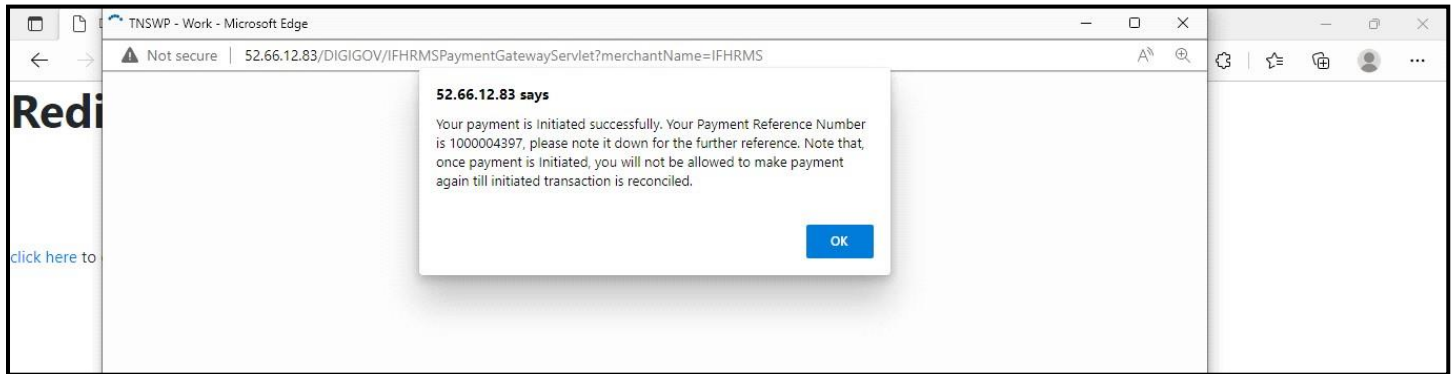 TNSWP - Work - Microsoft Edge
Not secure | 52.66.12.83/DIGIGOV/IFHRMSPaymentGatewayServlet?merchantName=IFHRMS
Redi
52.66.12.83 says
Your payment is Initiated successfully. Your Payment Reference Number
is 1000004397, please note it down for the further reference. Note that,
once payment is Initiated, you will not be allowed to make payment
again till initiated transaction is reconciled.
OK
click here to